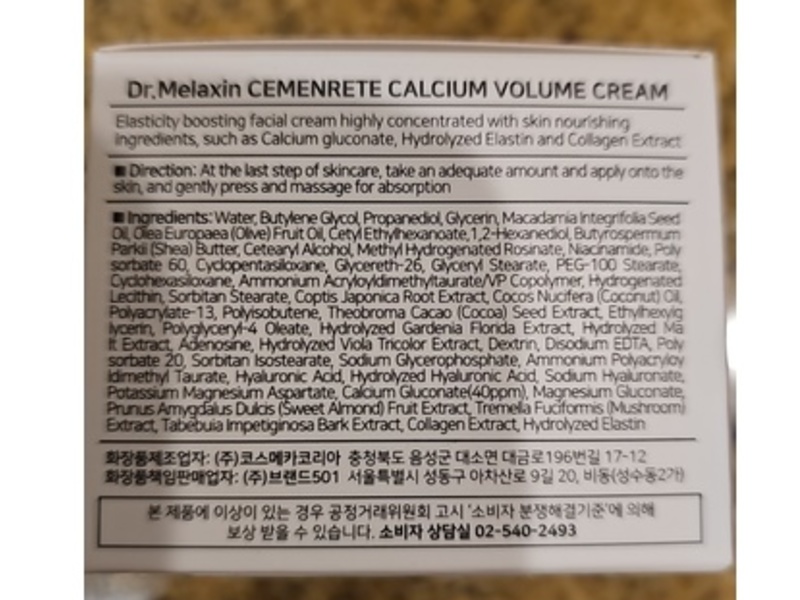 Dr.Melaxin CEMENRETE CALCIUM VOLUME CREAM
Elasticity boosting facial cream highly concentrated with skin nourishing
ingredients, such as Calcium gluconate, Hydrolyzed Elastin and Collagen Extract
■ Direction: At the last step of skincare, take an adequate amount and apply onto the
skin, and gently press and massage for absorption
■ Ingredients: Water, Butylene Glycol, Propanediol, Glycerin, Macadamia Integrifolia Seed
Oil, Olea Europaea (Olive) Fruit Oil, Cetyl Ethylhexanoate,1,2-Hexanediol, Butyrospermum
Parkii (Shea) Butter, Cetearyl Alcohol, Methyl Hydrogenated Rosinate, Niacinamide, Poly
sorbate 60, Cyclopentasiloxane, Glycereth-26, Glyceryl Stearate, PEG-100 Stearate,
Cyclohexasiloxane, Ammonium Acryloyldimethyltaurate/VP Copolymer, Hydrogenated
Lecithin, Sorbitan Stearate, Coptis Japonica Root Extract, Cocos Nucifera (Coconut) Oil,
Polyacrylate-13, Polyisobutene, Theobroma Cacao (Cocoa) Seed Extract, Ethylhexylg
lycerin, Polyglyceryl-4 Oleate, Hydrolyzed Gardenia Florida Extract, Hydrolyzed Ma
lt Extract, Adenosine, Hydrolyzed Viola Tricolor Extract, Dextrin, Disodium EDTA, Poly
sorbate 20, Sorbitan Isostearate, Sodium Glycerophosphate, Ammonium Polyacryloy
ldimethyl Taurate, Hyaluronic Acid, Hydrolyzed Hyaluronic Acid, Sodium Hyaluronate,
Potassium Magnesium Aspartate, Calcium Gluconate(40ppm), Magnesium Gluconate,
Prunus Amygdalus Dulcis (Sweet Almond) Fruit Extract, Tremella Fuciformis (Mushroom)
Extract, Tabebuia Impetiginosa Bark Extract, Collagen Extract, Hydrolyzed Elastin
화장품제조업자: (주)코스메카코리아 충청북도 음성군 대소면 대금로196번길 17-12
화장품책임판매업자: (주)브랜드501 서울특별시 성동구 아차산로 9길 20, 비동(성수동2가)
본 제품에 이상이 있는 경우 공정거래위원회 고시 '소비자 분쟁해결기준'에 의해
보상 받을 수 있습니다. 소비자 상담실 02-540-2493